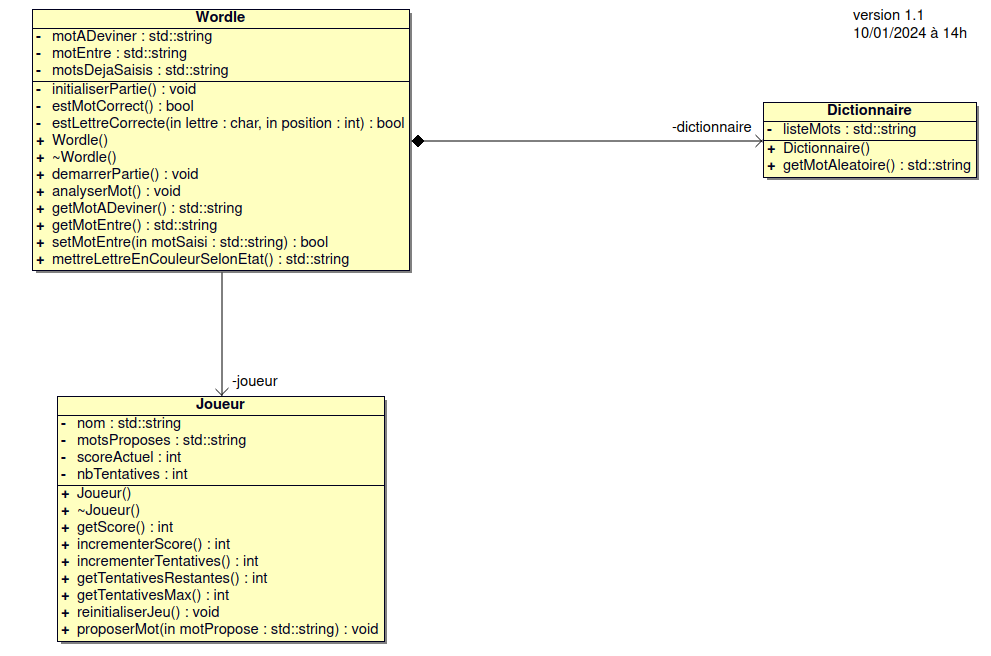 version 1.1
10/01/2024 à 14h
Wordle
- motADeviner : std::string
- motEntre : std::string
- motsDejaSaisis : std::string
- initialiserPartie() : void
- estMotCorrect() : bool
- estLettreCorrecte(in lettre : char, in position : int) : bool
+ Wordle()
+ ~Wordle()
+ demarrerPartie() : void
+ analyserMot() : void
+ getMotADeviner() : std::string
+ getMotEntre() : std::string
+ setMotEntre(in motSaisi : std::string) : bool
+ mettreLettreEnCouleurSelonEtat() : std::string
-dictionnaire
Dictionnaire
- listeMots : std::string
+ Dictionnaire()
+ getMotAleatoire() : std::string
-joueur
Joueur
- nom : std::string
- motsProposes : std::string
- scoreActuel : int
- nbTentatives : int
+ Joueur()
+ ~Joueur()
+ getScore() : int
+ incrementerScore() : int
+ incrementerTentatives() : int
+ getTentativesRestantes() : int
+ getTentativesMax() : int
+ reinitialiserJeu() : void
+ proposerMot(in motPropose : std::string) : void